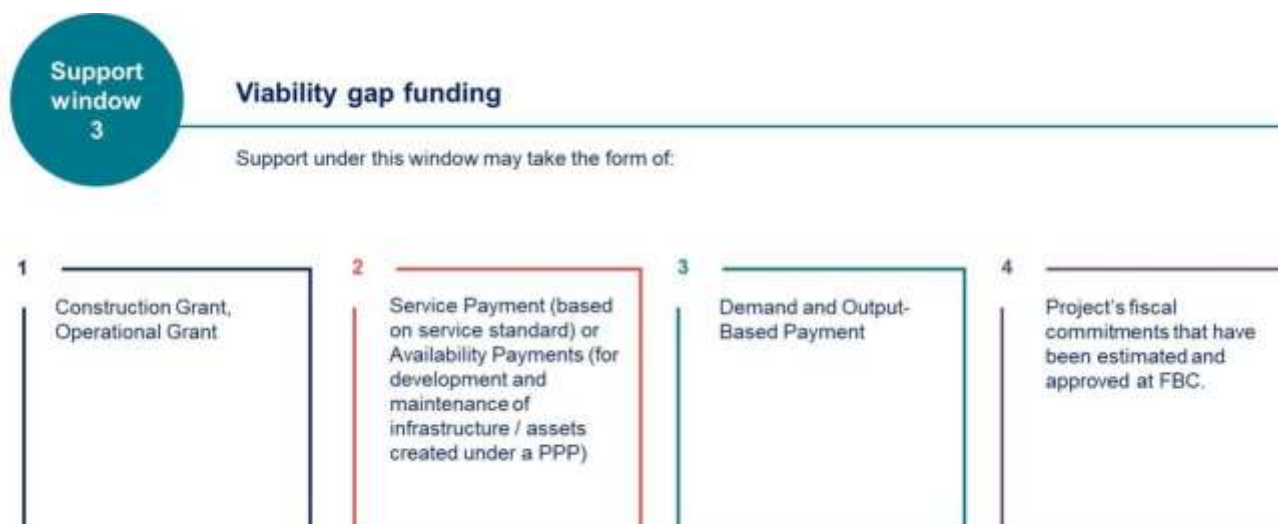 Support
window
3
Viability gap funding
Support under this window may take the form of:
1
Construction Grant,
Operational Grant
2
Service Payment (based
on service standard) or
Availability Payments (for
development and
maintenance of
infrastructure / assets
created under a PPP)
3
Demand and Output-
Based Payment
4
Project's fiscal
commitments that have
been estimated and
approved at FBC.